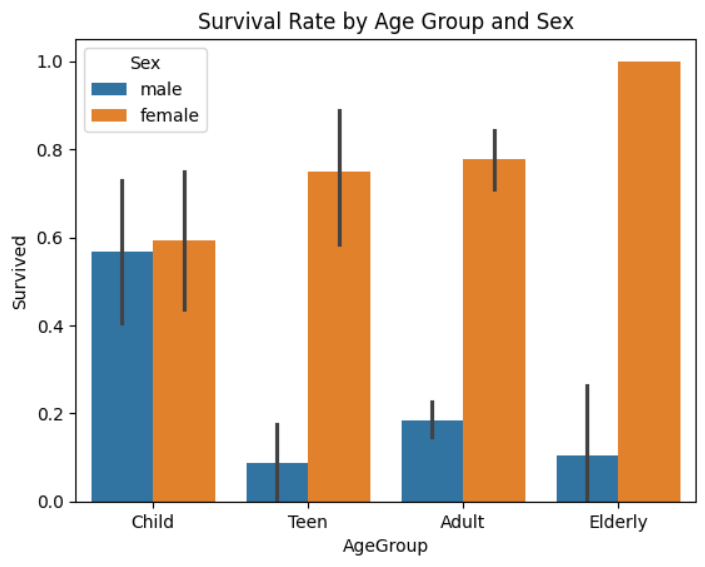 Survival Rate by Age Group and Sex
Sex
male
female
1.0
0.8
0.6
0.4
0.2
0.0
Survived
Child Teen Adult Elderly
AgeGroup